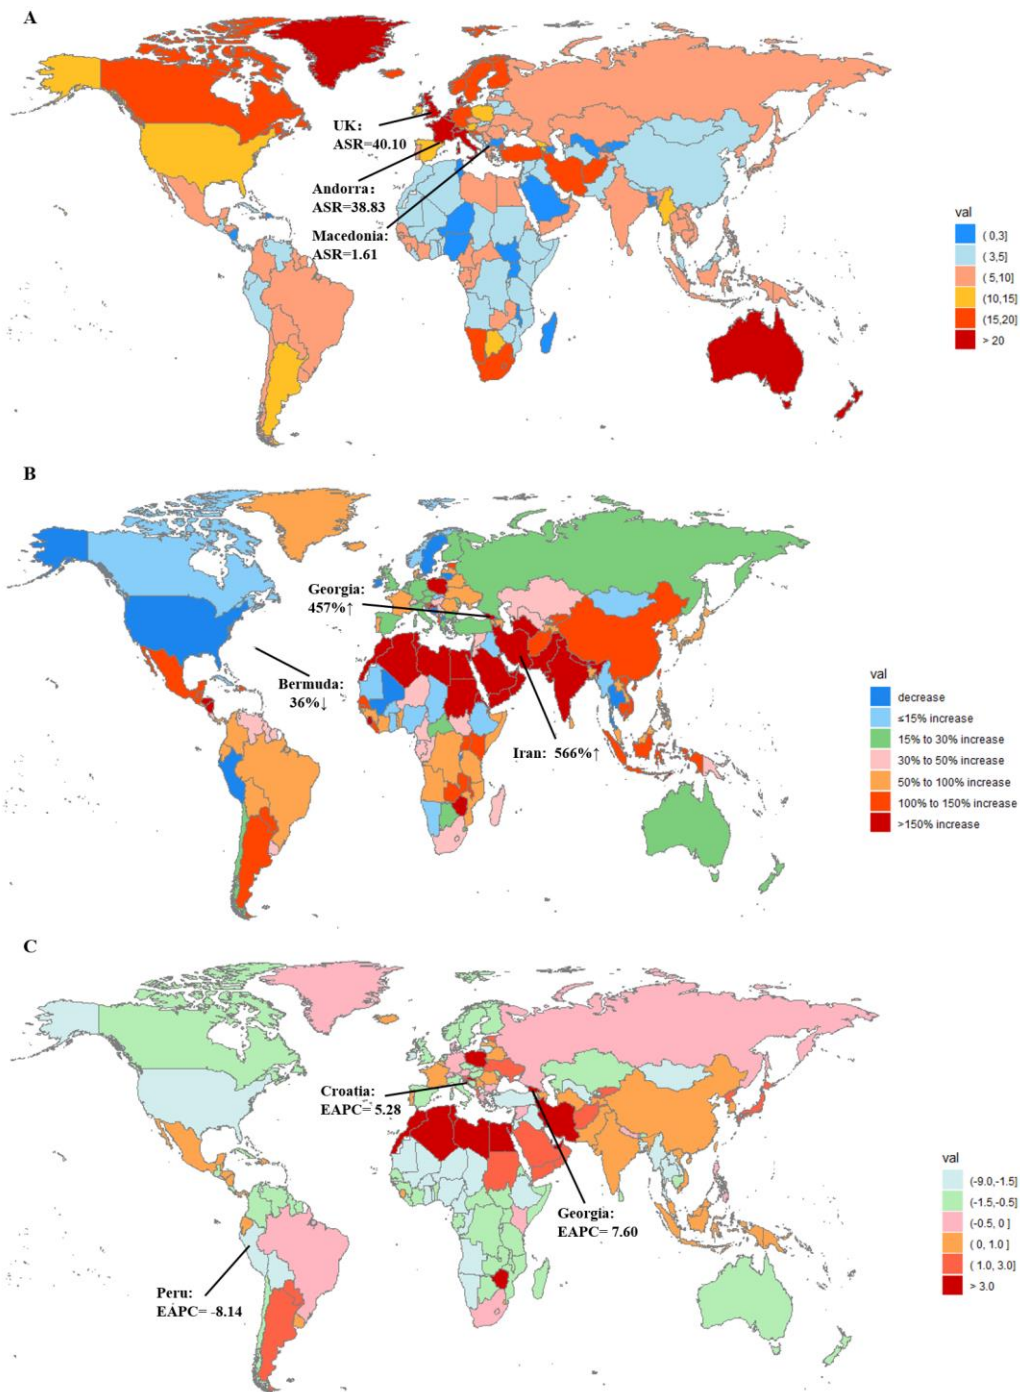 A
UK:
ASR=40.10
Andorra:
ASR=38.83
Macedonia:
ASR=1.61
val
( 0,3]
( 3,5]
( 5,10]
(10,15]
(15,20]
> 20
B
Georgia:
457%↑
Bermuda:
36%↓
Iran: 566%↑
val
decrease
≤15% increase
15% to 30% increase
30% to 50% increase
50% to 100% increase
100% to 150% increase
>150% increase
C
Croatia:
EAPC= 5.28
Georgia:
EAPC= 7.60
Peru:
EAPC= -8.14
val
(-9.0,-1.5]
(-1.5,-0.5]
(-0.5, 0 ]
( 0, 1.0 ]
( 1.0, 3.0]
> 3.0